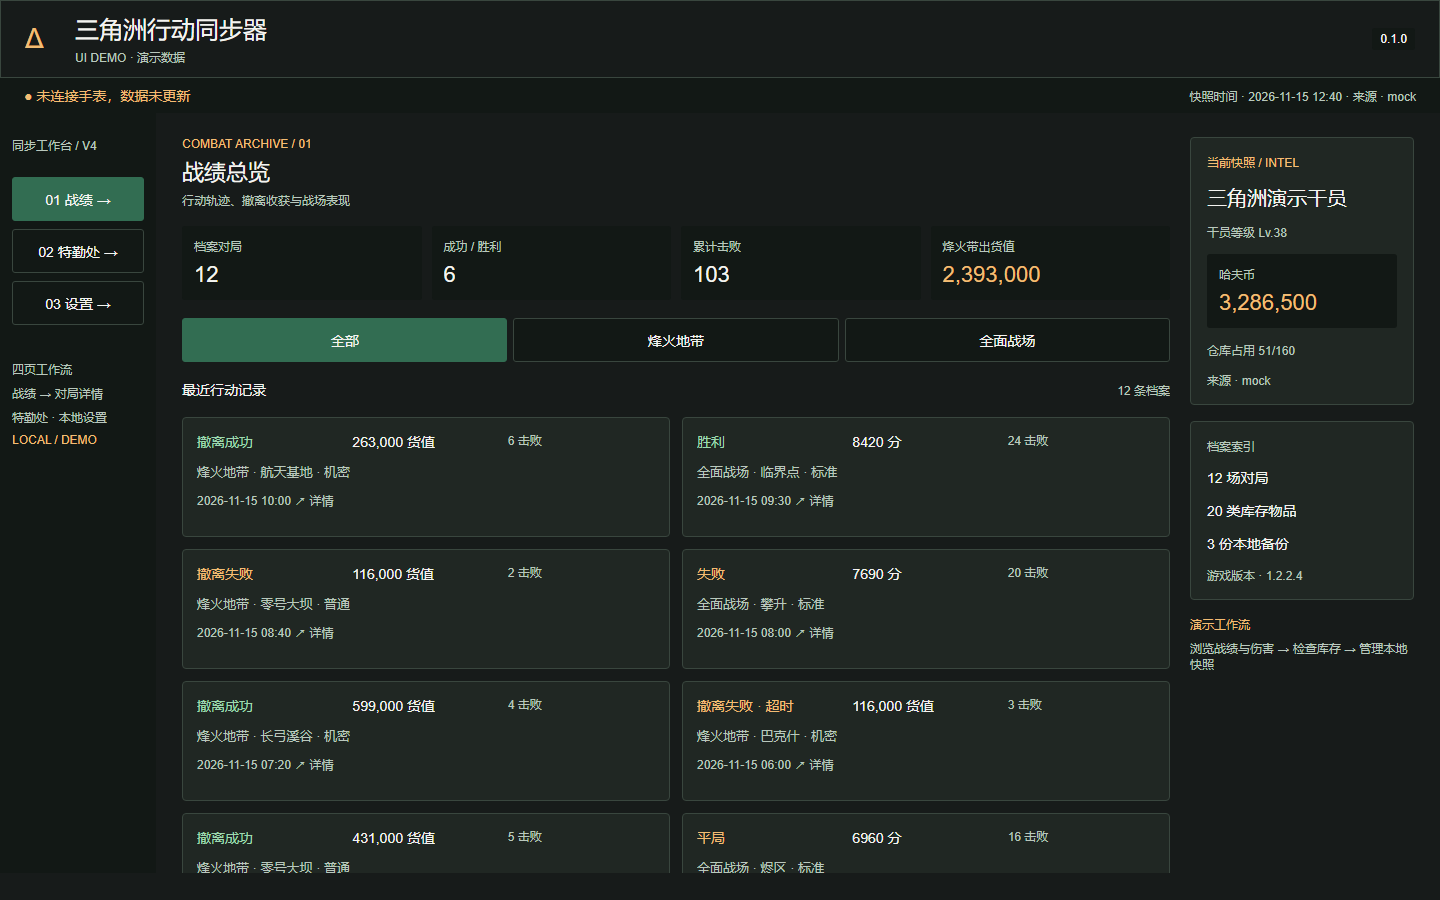 Δ
三角洲行动同步器
UI DEMO · 演示数据
0.1.0
● 未连接手表，数据未更新
快照时间 · 2026-11-15 12:40 · 来源 · mock
同步工作台 / V4
01 战绩 →
02 特勤处 →
03 设置 →
四页工作流
战绩 → 对局详情
特勤处 · 本地设置
LOCAL / DEMO
COMBAT ARCHIVE / 01
战绩总览
行动轨迹、撤离收获与战场表现
档案对局
12
成功 / 胜利
6
累计击败
103
烽火带出货值
2,393,000
全部
烽火地带
全面战场
最近行动记录
12 条档案
撤离成功 263,000 货值 6 击败
烽火地带 · 航天基地 · 机密
2026-11-15 10:00 ↗ 详情
胜利 8420 分 24 击败
全面战场 · 临界点 · 标准
2026-11-15 09:30 ↗ 详情
撤离失败 116,000 货值 2 击败
烽火地带 · 零号大坝 · 普通
2026-11-15 08:40 ↗ 详情
失败 7690 分 20 击败
全面战场 · 攀升 · 标准
2026-11-15 08:00 ↗ 详情
撤离成功 599,000 货值 4 击败
烽火地带 · 长弓溪谷 · 机密
2026-11-15 07:20 ↗ 详情
撤离失败 · 超时 116,000 货值 3 击败
烽火地带 · 巴克什 · 机密
2026-11-15 06:00 ↗ 详情
撤离成功 431,000 货值 5 击败
烽火地带 · 零号大坝 · 普通
平局 6960 分 16 击败
全面战场 · 烬区 · 标准
当前快照 / INTEL
三角洲演示干员
干员等级 Lv.38
哈夫币
3,286,500
仓库占用 51/160
来源 · mock
档案索引
12 场对局
20 类库存物品
3 份本地备份
游戏版本 · 1.2.2.4
演示工作流
浏览战绩与伤害 → 检查库存 → 管理本地
快照